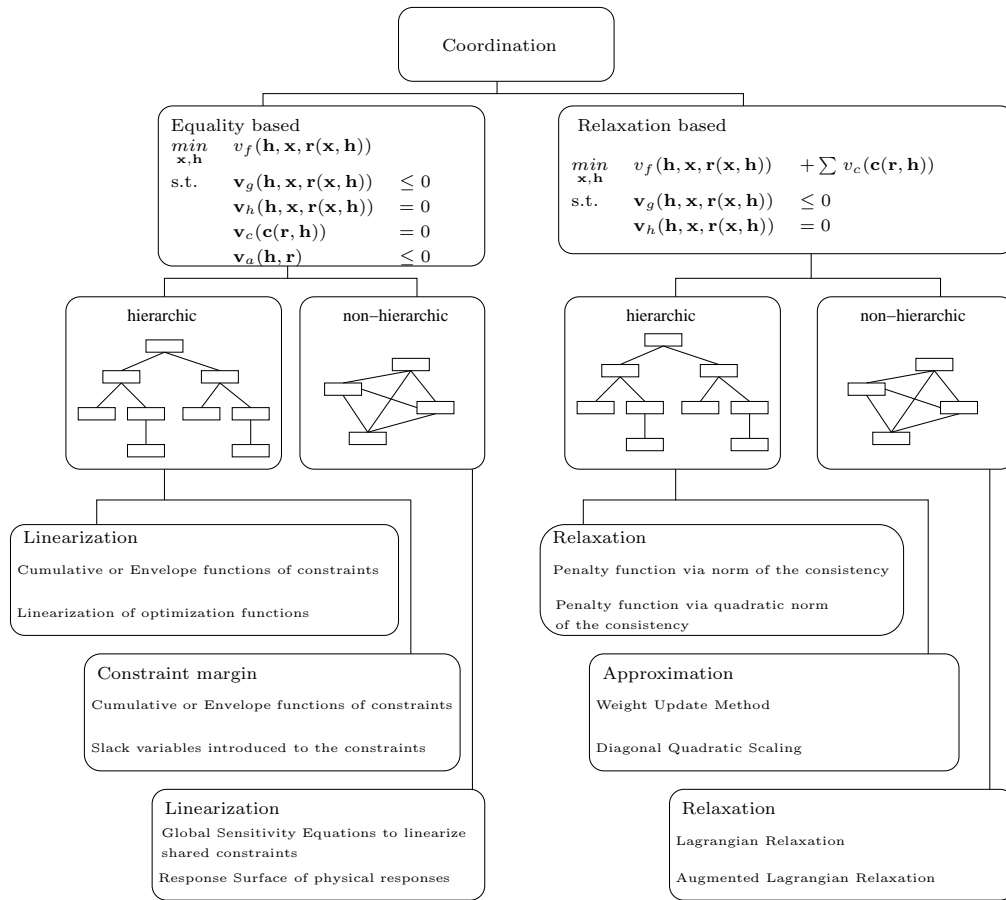 Coordination
Equality based
min v_f(h, x, r(x, h))
x,h
s.t. v_g(h, x, r(x, h)) ≤ 0
v_h(h, x, r(x, h)) = 0
v_c(c(r, h)) = 0
v_a(h, r) ≤ 0
Relaxation based
min v_f(h, x, r(x, h)) + ∑ v_c(c(r, h))
x,h
s.t. v_g(h, x, r(x, h)) ≤ 0
v_h(h, x, r(x, h)) = 0
hierarchic
non−hierarchic
hierarchic
non−hierarchic
Linearization
Cumulative or Envelope functions of constraints
Linearization of optimization functions
Relaxation
Penalty function via norm of the consistency
Penalty function via quadratic norm
of the consistency
Constraint margin
Cumulative or Envelope functions of constraints
Slack variables introduced to the constraints
Approximation
Weight Update Method
Diagonal Quadratic Scaling
Linearization
Global Sensitivity Equations to linearize
shared constraints
Response Surface of physical responses
Relaxation
Lagrangian Relaxation
Augmented Lagrangian Relaxation